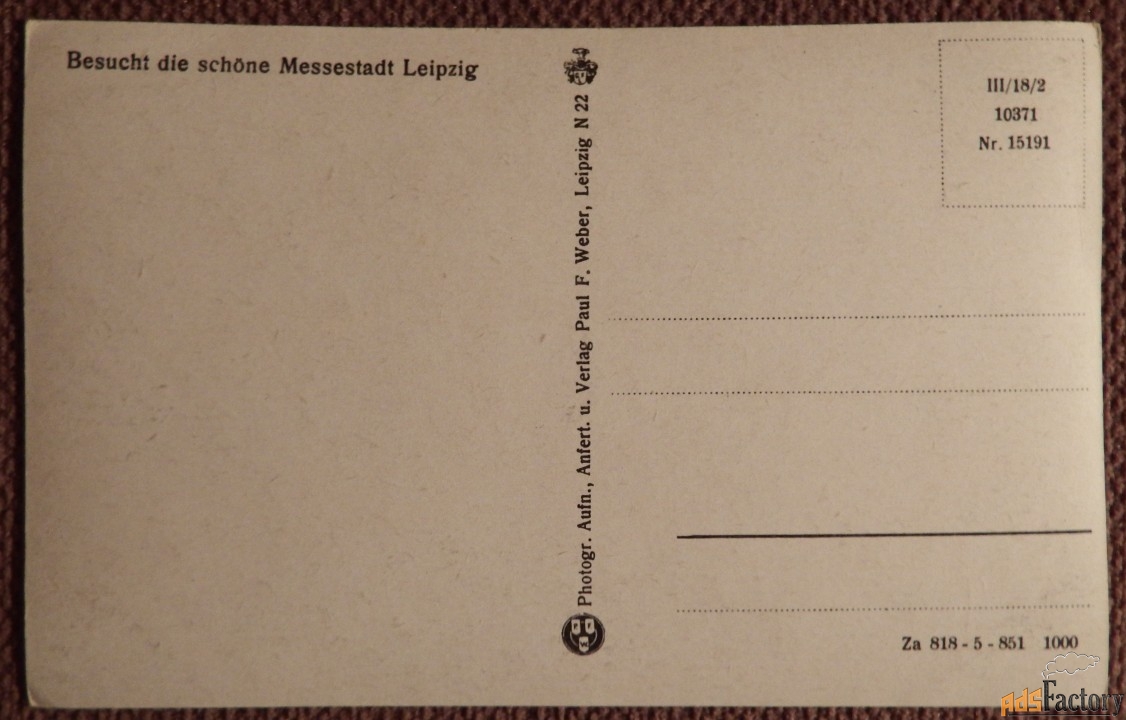 Besucht die schöne Messestadt Leipzig
Photogr. Aufn., Anfert. u. Verlag Paul F. Weber, Leipzig N 22
III/18/2
10371
Nr. 15191
Za 818 - 5 - 851 1000
AdsFactory